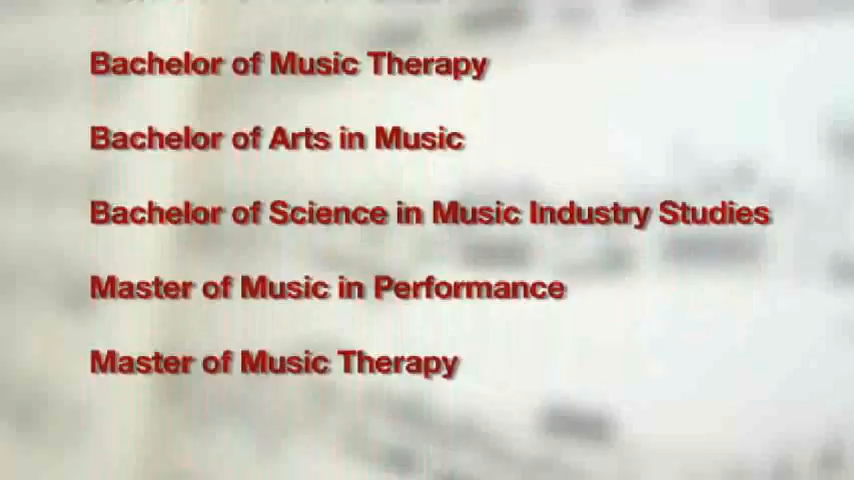 Bachelor of Music Therapy
Bachelor of Arts in Music
Bachelor of Science in Music Industry Studies
Master of Music in Performance
Master of Music Therapy